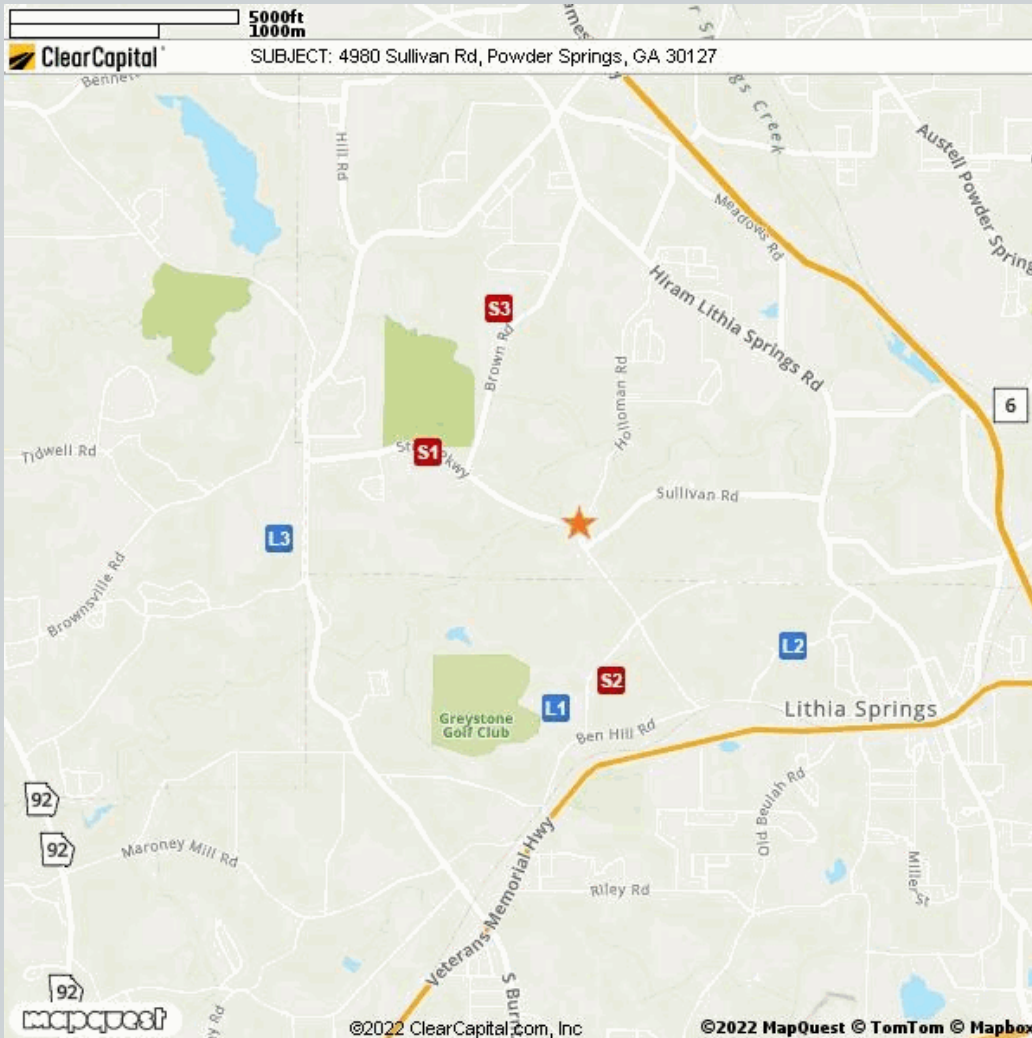 5000ft
1000m
ClearCapital
SUBJECT: 4980 Sullivan Rd, Powder Springs, GA 30127
Hill Rd
Creek
Austell Powder Spring
Meadows Rd
Hiram Lithia Springs Rd
S3
Brown Rd
Holloman Rd
6
Tidwell Rd
S1
Pkwy
Sullivan Rd
L3
Brownsville Rd
L2
S2
L1
Greystone
Golf Club
Lithia Springs
Ben Hill Rd
92
92
Maroney Mill Rd
Old Beulah Rd
Veterans Memorial Hwy
Riley Rd
Miller St
92
S Burn
mapquest
©2022 ClearCapital.com, Inc
©2022 MapQuest © TomTom © Mapbox